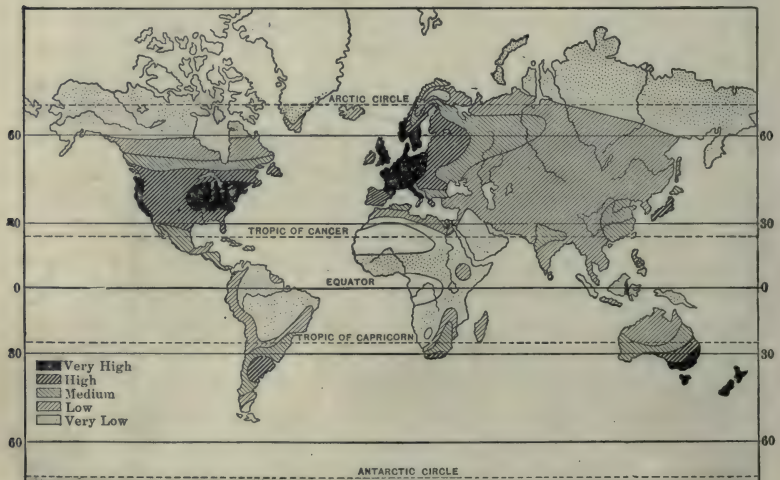 ARCTIC CIRCLE
60 60
30 30
TROPIC OF CANCER
EQUATOR
0 0
TROPIC OF CAPRICORN
30 30
Very High
High
Medium
Low
Very Low
60 60
ANTARCTIC CIRCLE